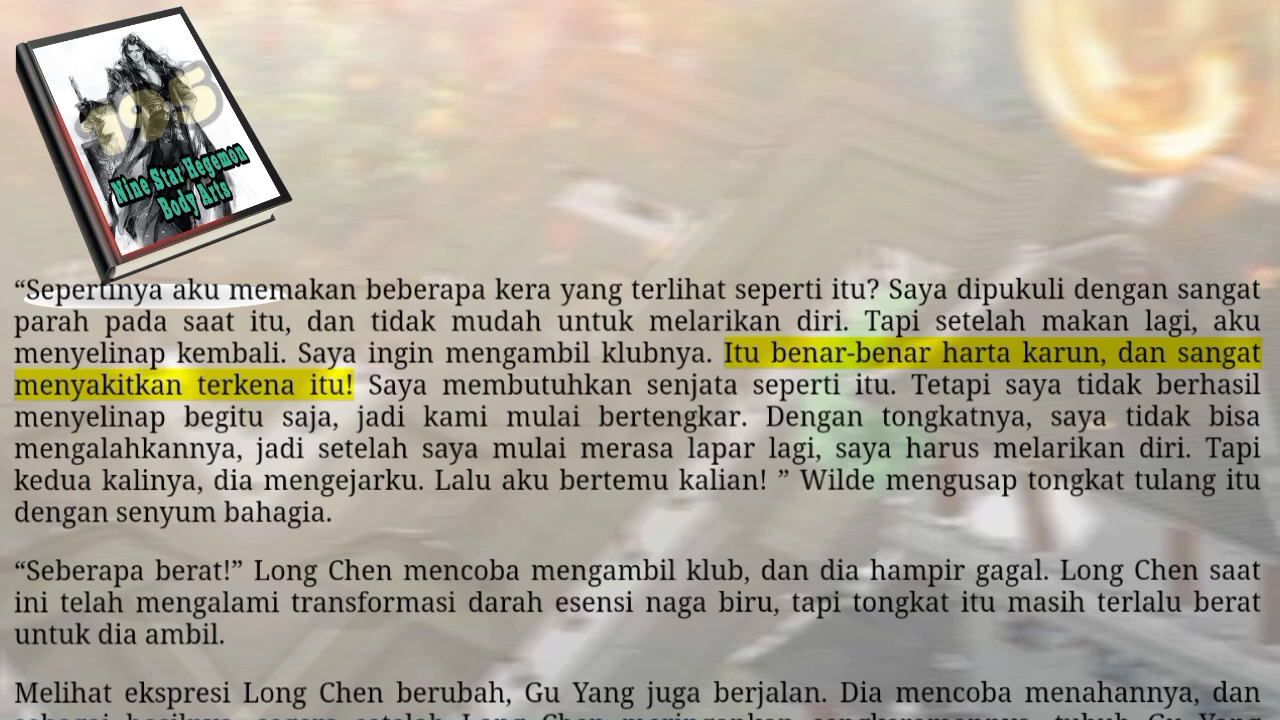 195
Nine Star Hegemon
Body Arts
“Sepertinya aku memakan beberapa kera yang terlihat seperti itu? Saya dipukuli dengan sangat
parah pada saat itu, dan tidak mudah untuk melarikan diri. Tapi setelah makan lagi, aku
menyelinap kembali. Saya ingin mengambil klubnya. Itu benar-benar harta karun, dan sangat
menyakitkan terkena itu! Saya membutuhkan senjata seperti itu. Tetapi saya tidak berhasil
menyelinap begitu saja, jadi kami mulai bertengkar. Dengan tongkatnya, saya tidak bisa
mengalahkannya, jadi setelah saya mulai merasa lapar lagi, saya harus melarikan diri. Tapi
kedua kalinya, dia mengejarku. Lalu aku bertemu kalian! ” Wilde mengusap tongkat tulang itu
dengan senyum bahagia.
“Seberapa berat!” Long Chen mencoba mengambil klub, dan dia hampir gagal. Long Chen saat
ini telah mengalami transformasi darah esensi naga biru, tapi tongkat itu masih terlalu berat
untuk dia ambil.
Melihat ekspresi Long Chen berubah, Gu Yang juga berjalan. Dia mencoba menahannya, dan